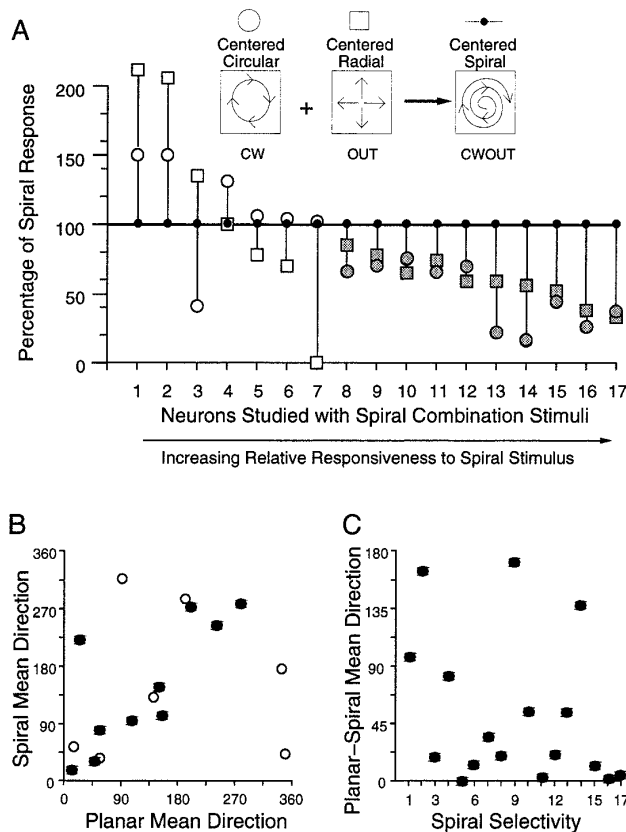 A
Centered Circular
Centered Radial
Centered Spiral
+
CW
OUT
CWOUT
Percentage of Spiral Response
200
150
100
50
0
1 2 3 4 5 6 7 8 9 10 11 12 13 14 15 16 17
Neurons Studied with Spiral Combination Stimuli
Increasing Relative Responsiveness to Spiral Stimulus
B
Spiral Mean Direction
360
270
180
90
0
0 90 180 270 360
Planar Mean Direction
C
Planar–Spiral Mean Direction
180
135
90
45
0
1 3 6 9 12 15 17
Spiral Selectivity